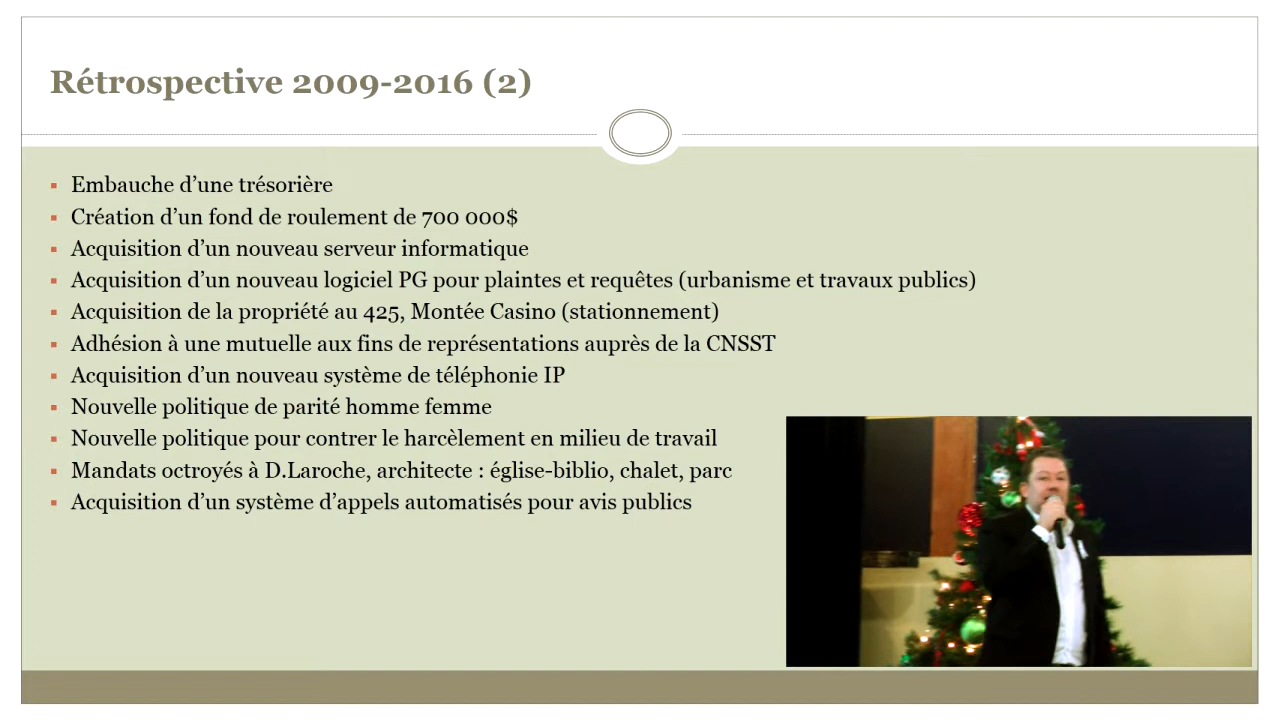 Rétrospective 2009-2016 (2)
Embauche d'une trésorière
Création d'un fond de roulement de 700 000$
Acquisition d'un nouveau serveur informatique
Acquisition d'un nouveau logiciel PG pour plaintes et requêtes (urbanisme et travaux publics)
Acquisition de la propriété au 425, Montée Casino (stationnement)
Adhésion à une mutuelle aux fins de représentations auprès de la CNSST
Acquisition d'un nouveau système de téléphonie IP
Nouvelle politique de parité homme femme
Nouvelle politique pour contrer le harcèlement en milieu de travail
Mandats octroyés à D.Laroche, architecte : église-biblio, chalet, parc
Acquisition d'un système d'appels automatisés pour avis publics